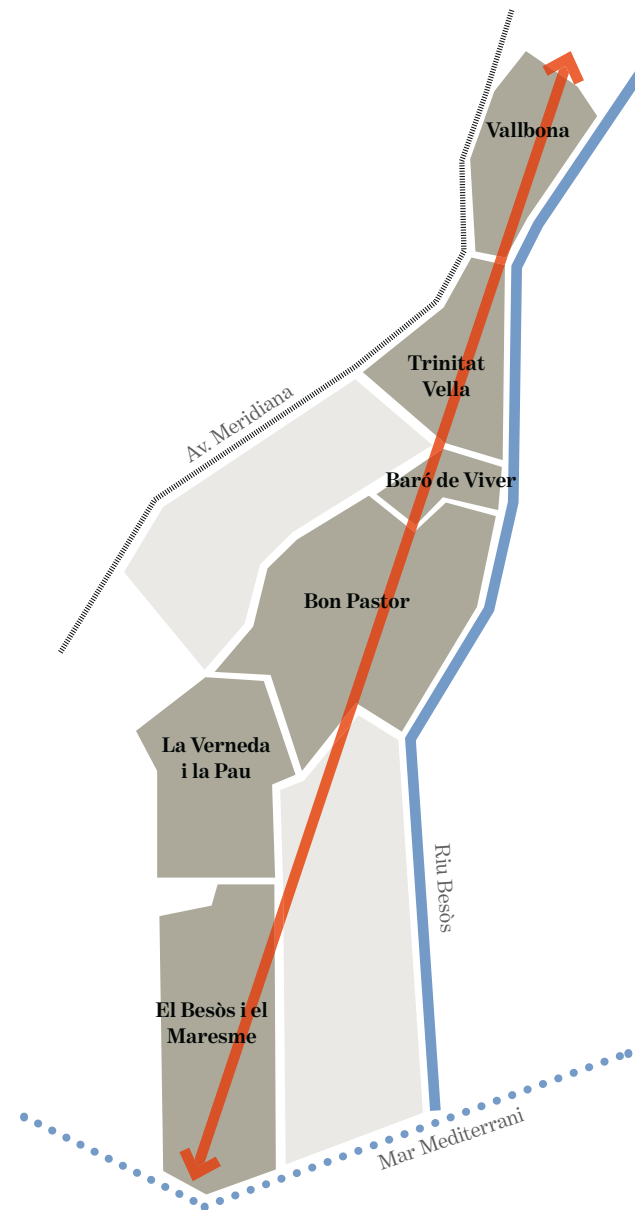 Vallbona
Trinitat
Vella
Av. Meridiana
Baró de Viver
Bon Pastor
La Verneda
i la Pau
Riu Besòs
El Besòs i el
Maresme
Mar Mediterrani